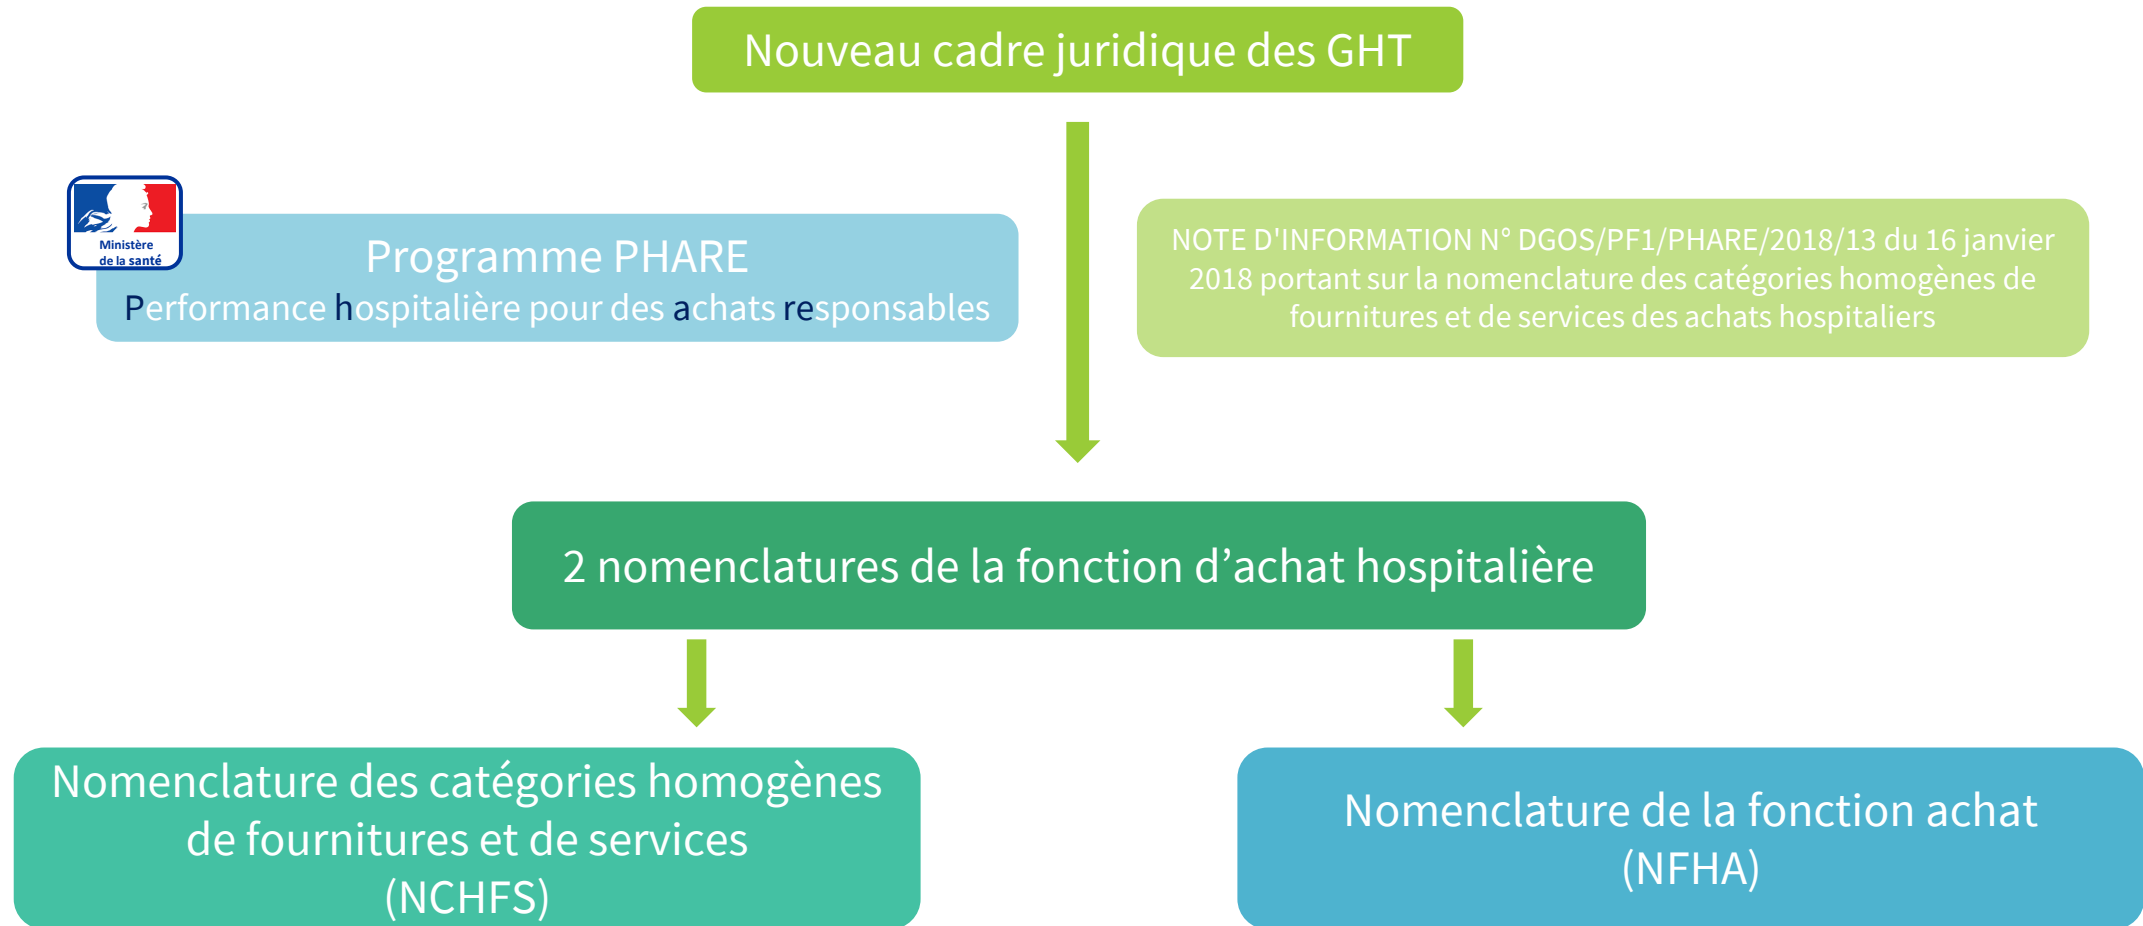 Nouveau cadre juridique des GHT
Ministère
de la santé
Programme PHARE
Performance hospitalière pour des achats responsables
NOTE D'INFORMATION N° DGOS/PF1/PHARE/2018/13 du 16 janvier
2018 portant sur la nomenclature des catégories homogènes de
fournitures et de services des achats hospitaliers
2 nomenclatures de la fonction d’achat hospitalière
Nomenclature des catégories homogènes
de fournitures et de services
(NCHFS)
Nomenclature de la fonction achat
(NFHA)